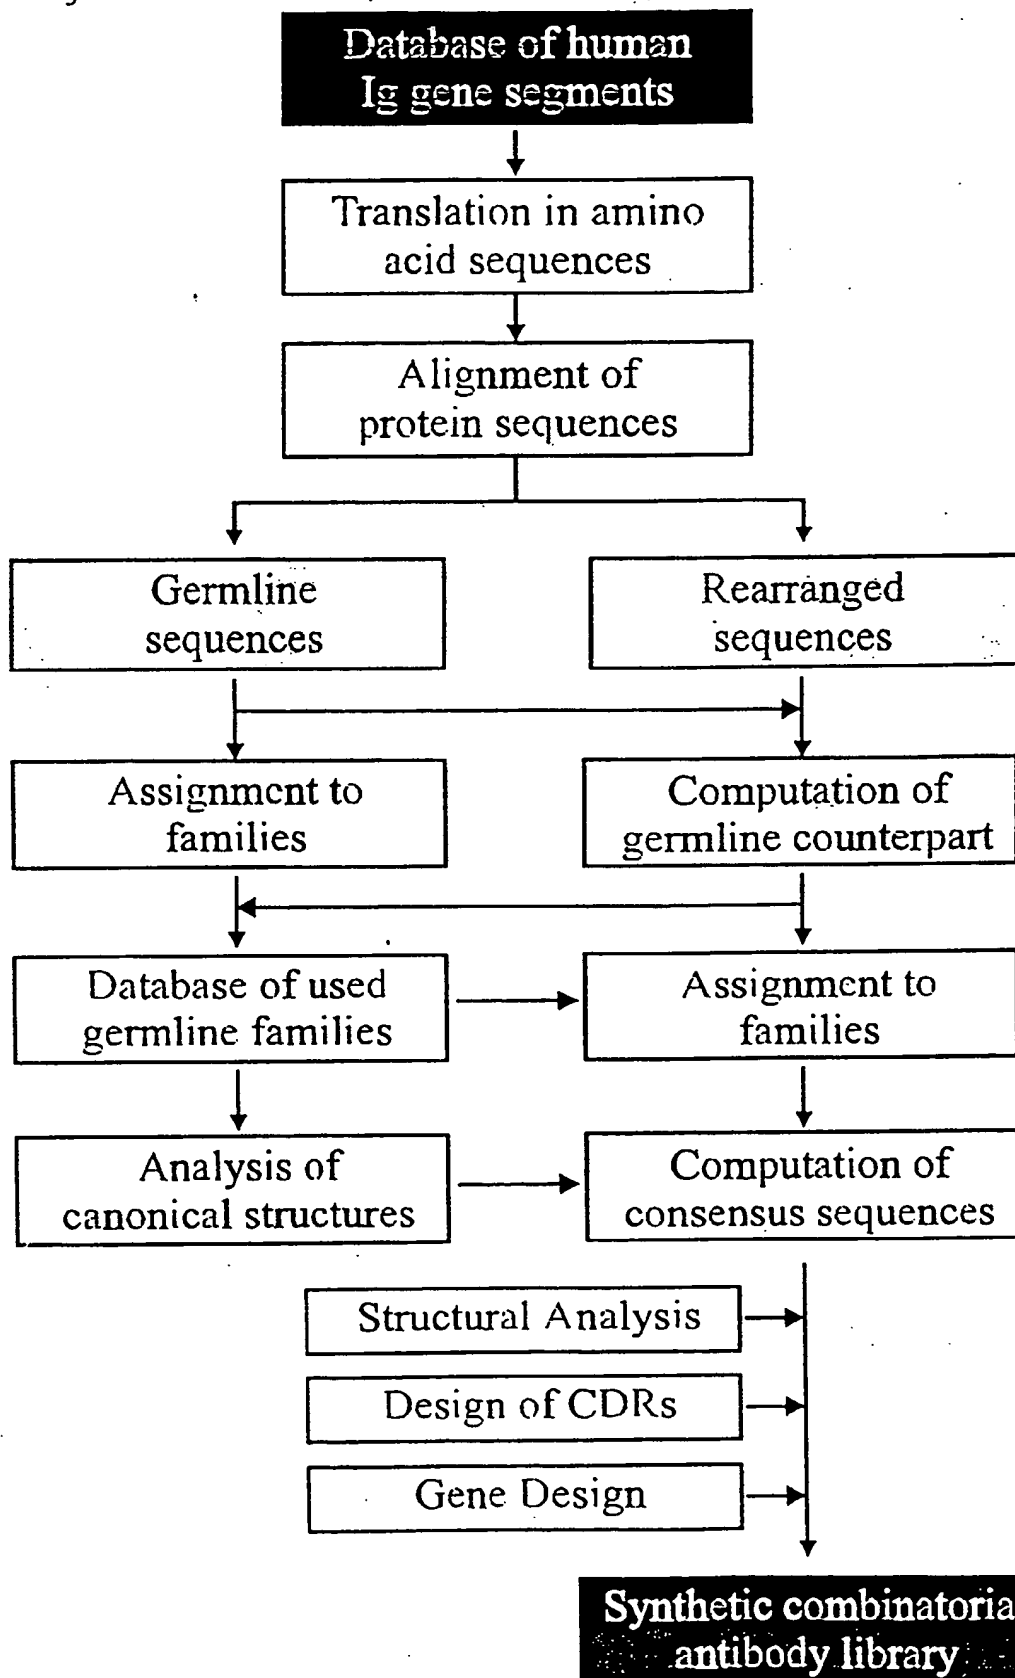 Database of human
Ig gene segments
Translation in amino
acid sequences
Alignment of
protein sequences
Germline
sequences
Rearranged
sequences
Assignment to
families
Computation of
germline counterpart
Database of used
germline families
Assignment to
families
Analysis of
canonical structures
Computation of
consensus sequences
Structural Analysis
Design of CDRs
Gene Design
Synthetic combinatoria
antibody library